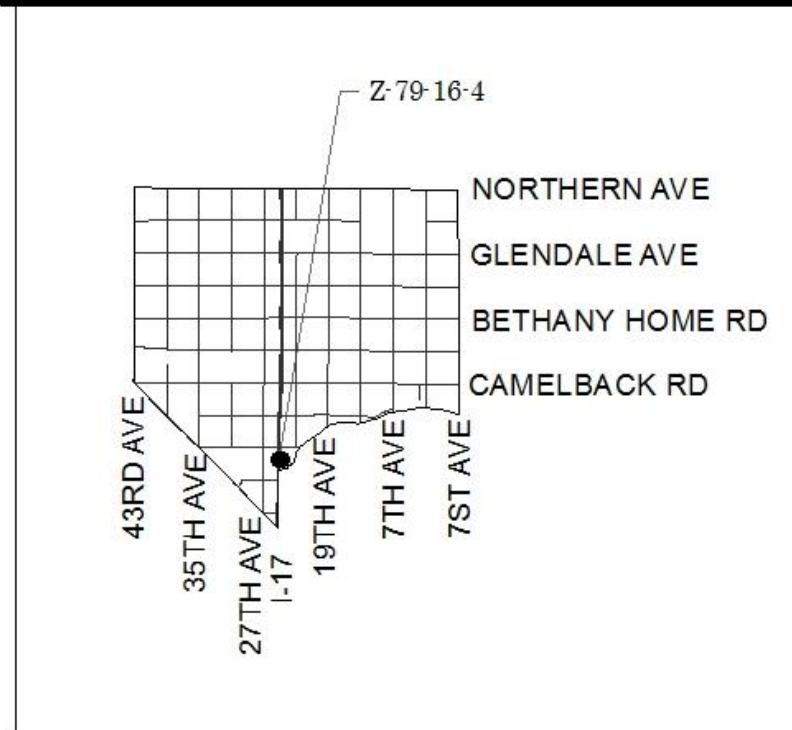 Z-79-16-4
NORTHERN AVE
GLENDALE AVE
BETHANY HOME RD
CAMELBACK RD
43RD AVE
35TH AVE
27TH AVE
I-17
19TH AVE
7TH AVE
7ST AVE